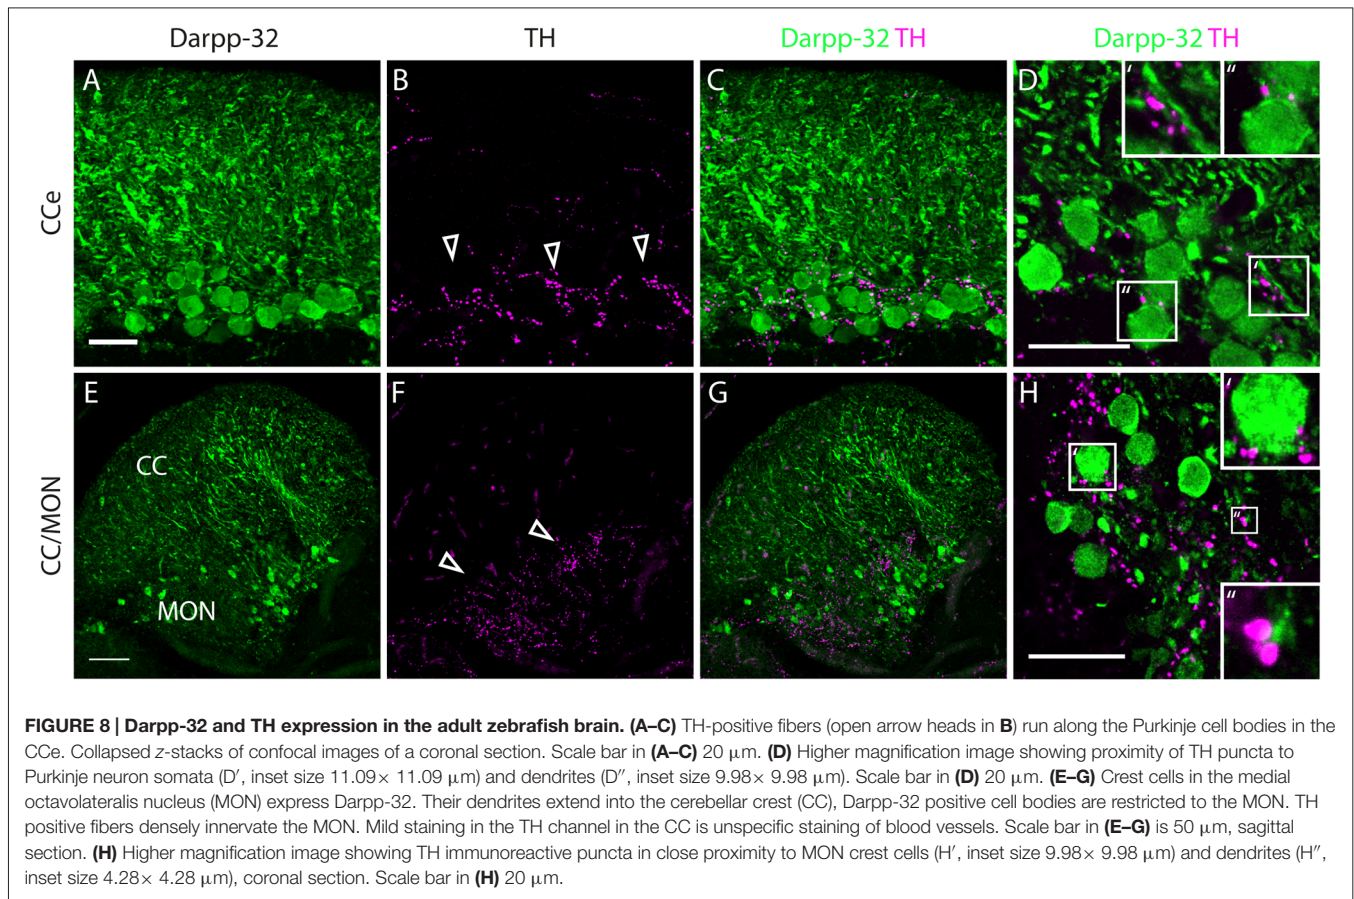 Darpp-32 TH Darpp-32 TH Darpp-32 TH
CCe
A B C D ′ ″
′
″
CC/MON
E F G H ′
CC
′
″
MON
″
FIGURE 8 | Darpp-32 and TH expression in the adult zebrafish brain. (A–C) TH-positive fibers (open arrow heads in B) run along the Purkinje cell bodies in the
CCe. Collapsed z-stacks of confocal images of a coronal section. Scale bar in (A–C) 20 μm. (D) Higher magnification image showing proximity of TH puncta to
Purkinje neuron somata (D′, inset size 11.09× 11.09 μm) and dendrites (D″, inset size 9.98× 9.98 μm). Scale bar in (D) 20 μm. (E–G) Crest cells in the medial
octavolateralis nucleus (MON) express Darpp-32. Their dendrites extend into the cerebellar crest (CC), Darpp-32 positive cell bodies are restricted to the MON. TH
positive fibers densely innervate the MON. Mild staining in the TH channel in the CC is unspecific staining of blood vessels. Scale bar in (E–G) is 50 μm, sagittal
section. (H) Higher magnification image showing TH immunoreactive puncta in close proximity to MON crest cells (H′, inset size 9.98× 9.98 μm) and dendrites (H″,
inset size 4.28× 4.28 μm), coronal section. Scale bar in (H) 20 μm.